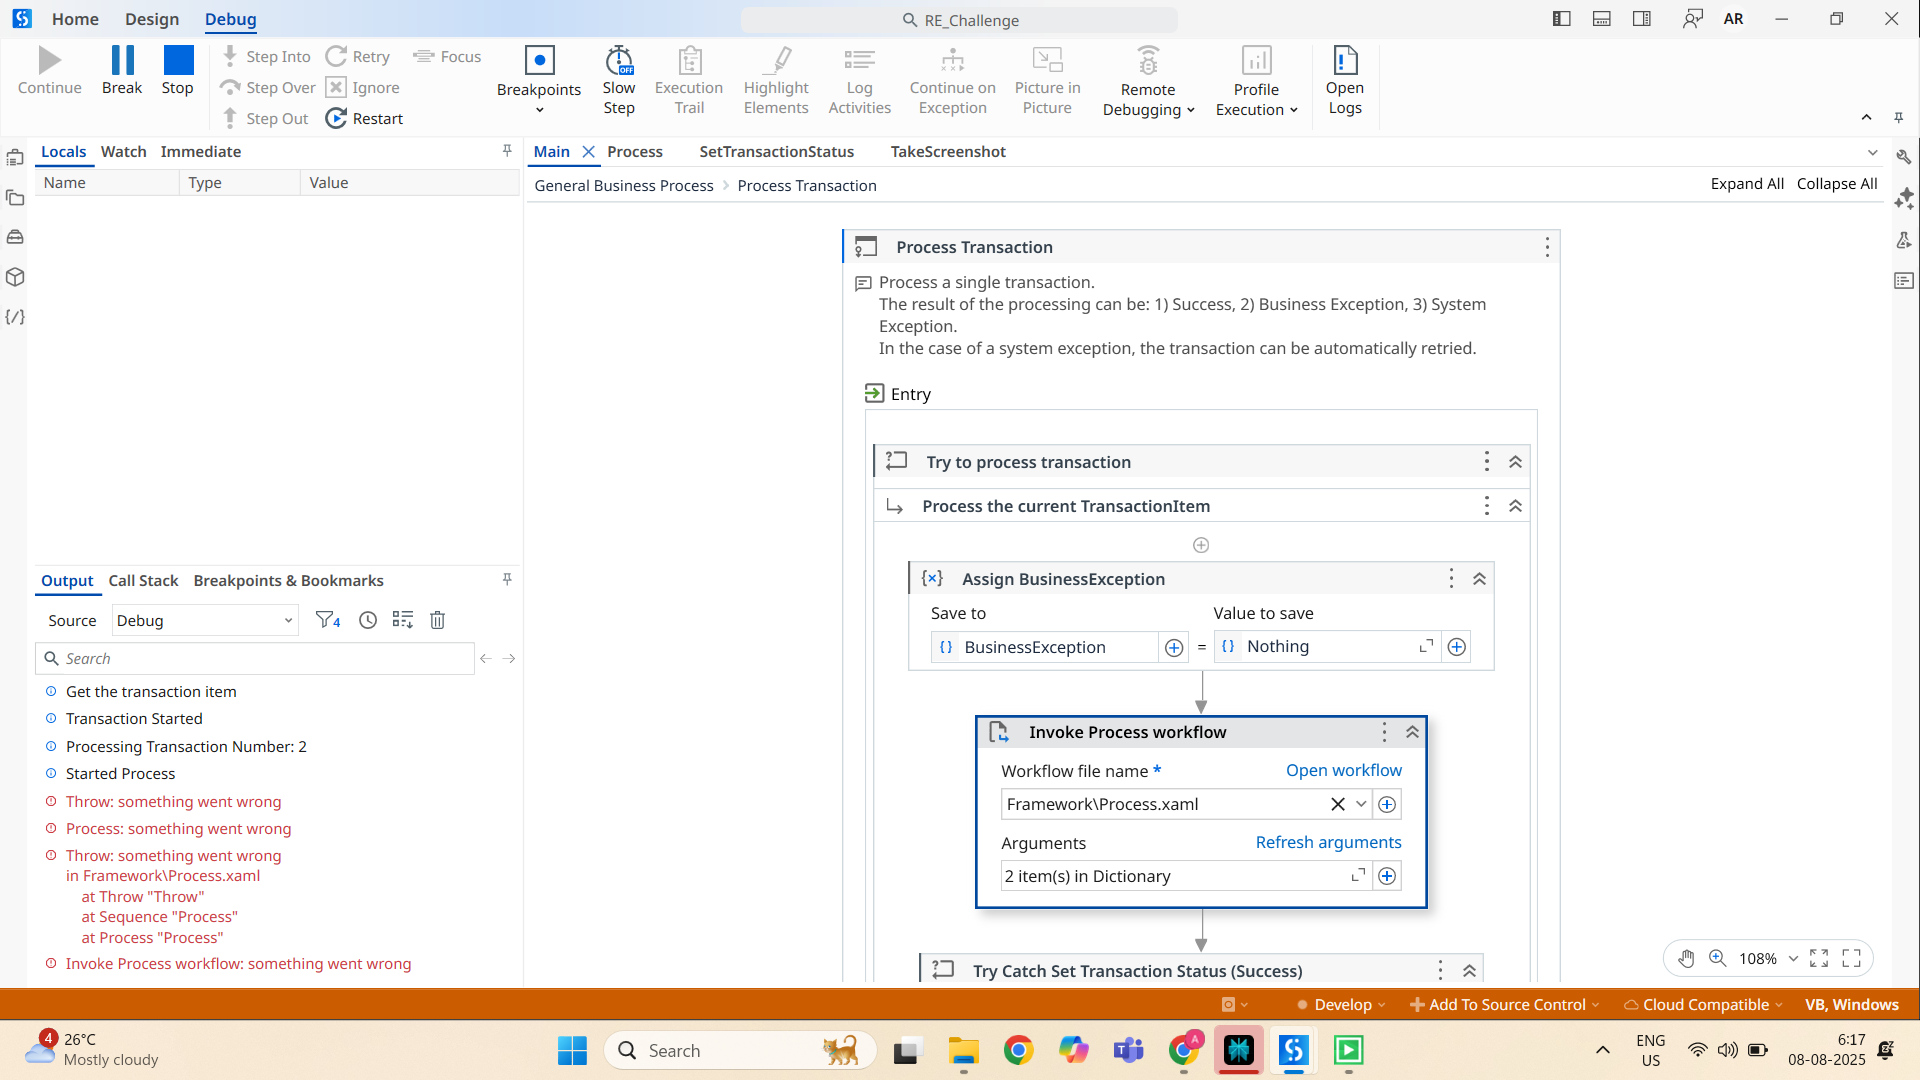 Home
Design
Debug
RE_Challenge
AR
Continue
Break
Stop
Step Into
Step Over
Step Out
Retry
Ignore
Restart
Focus
Breakpoints
Slow
Step
OFF
Execution
Trail
Highlight
Elements
Log
Activities
Continue on
Exception
Picture in
Picture
Remote
Debugging
Profile
Execution
Open
Logs
Locals
Watch
Immediate
Name
Type
Value
Main
Process
SetTransactionStatus
TakeScreenshot
General Business Process > Process Transaction
Expand All
Collapse All
Process Transaction
Process a single transaction.
The result of the processing can be: 1) Success, 2) Business Exception, 3) System
Exception.
In the case of a system exception, the transaction can be automatically retried.
Entry
Try to process transaction
Process the current TransactionItem
Assign BusinessException
Save to
Value to save
BusinessException
=
Nothing
Invoke Process workflow
Workflow file name *
Open workflow
Framework\Process.xaml
Arguments
Refresh arguments
2 item(s) in Dictionary
Try Catch Set Transaction Status (Success)
108%
Output
Call Stack
Breakpoints & Bookmarks
Source
Debug
4
Search
Get the transaction item
Transaction Started
Processing Transaction Number: 2
Started Process
Throw: something went wrong
Process: something went wrong
Throw: something went wrong
in Framework\Process.xaml
at Throw "Throw"
at Sequence "Process"
at Process "Process"
Invoke Process workflow: something went wrong
Develop
Add To Source Control
Cloud Compatible
VB, Windows
4
26°C
Mostly cloudy
Search
A
ENG
US
6:17
08-08-2025